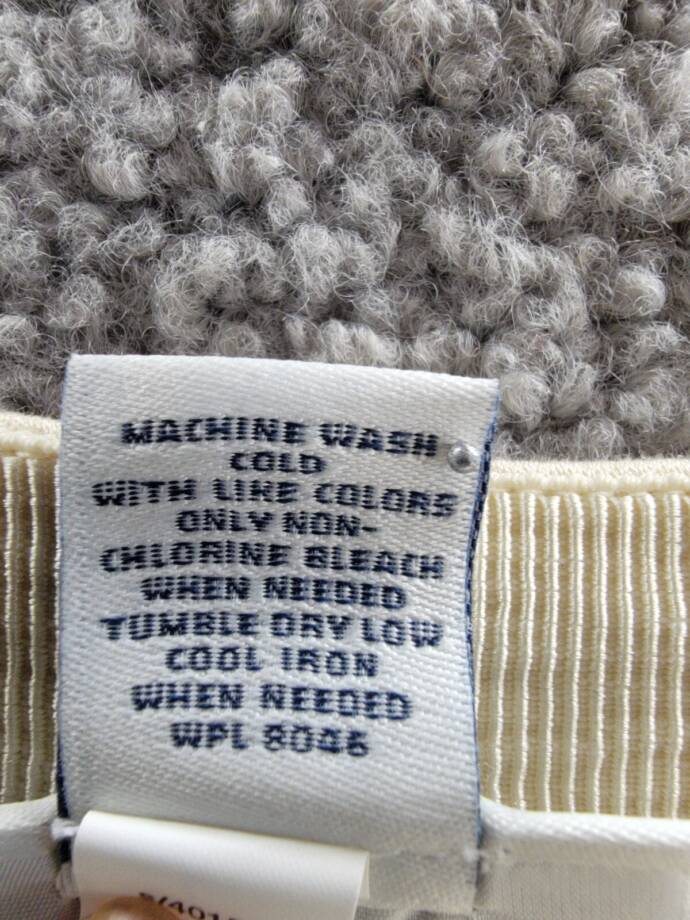 MACHINE WASH
COLD
WITH LIKE COLORS
ONLY NON-
CHLORINE BLEACH
WHEN NEEDED
TUMBLE DRY LOW
COOL IRON
WHEN NEEDED
WPL 8046